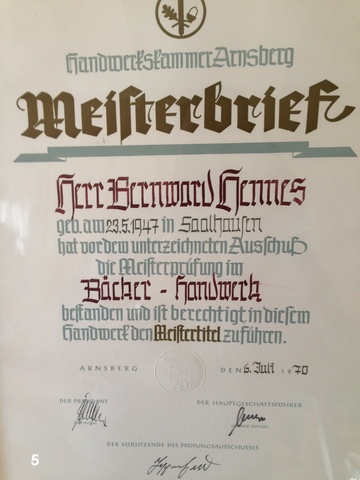 Handwerkskammer Arnsberg
Meisterbrief
Herr Bernward Hennes
geb. am 23.5.1947 in Saalhausen
hat vor dem unterzeichneten Ausschuß
die Meisterprüfung im
Bäcker - Handwerk
bestanden und ist berechtigt in diesem
Handwerk den Meistertitel zu führen.
ARNSBERG DEN 6. Juli 1970
DER PRÄSIDENT DER HAUPTGESCHÄFTSFÜHRER
DER VORSITZENDE DES PRÜFUNGSAUSSCHUSSES
5